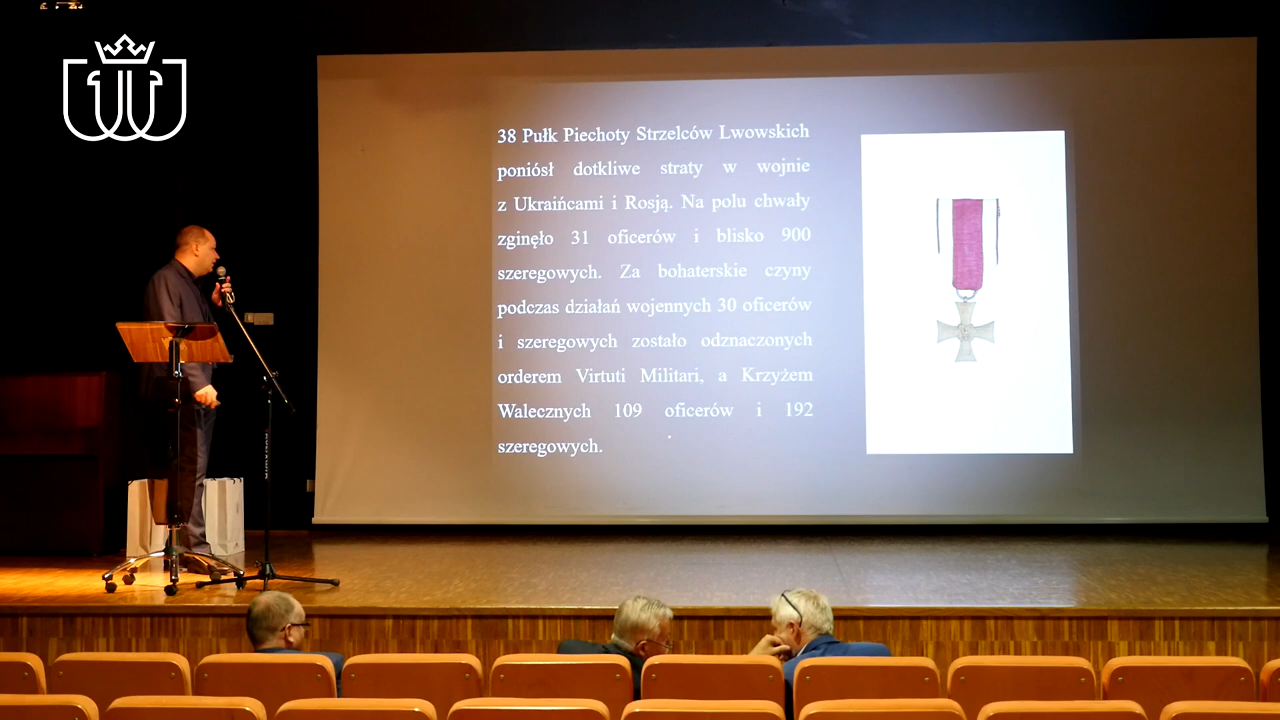 38 Pułk Piechoty Strzelców Lwowskich
poniósł dotkliwe straty w wojnie
z Ukraińcami i Rosją. Na polu chwały
zginęło 31 oficerów i blisko 900
szeregowych. Za bohaterskie czyny
podczas działań wojennych 30 oficerów
i szeregowych zostało odznaczonych
orderem Virtuti Militari, a Krzyżem
Walecznych 109 oficerów i 192
szeregowych.